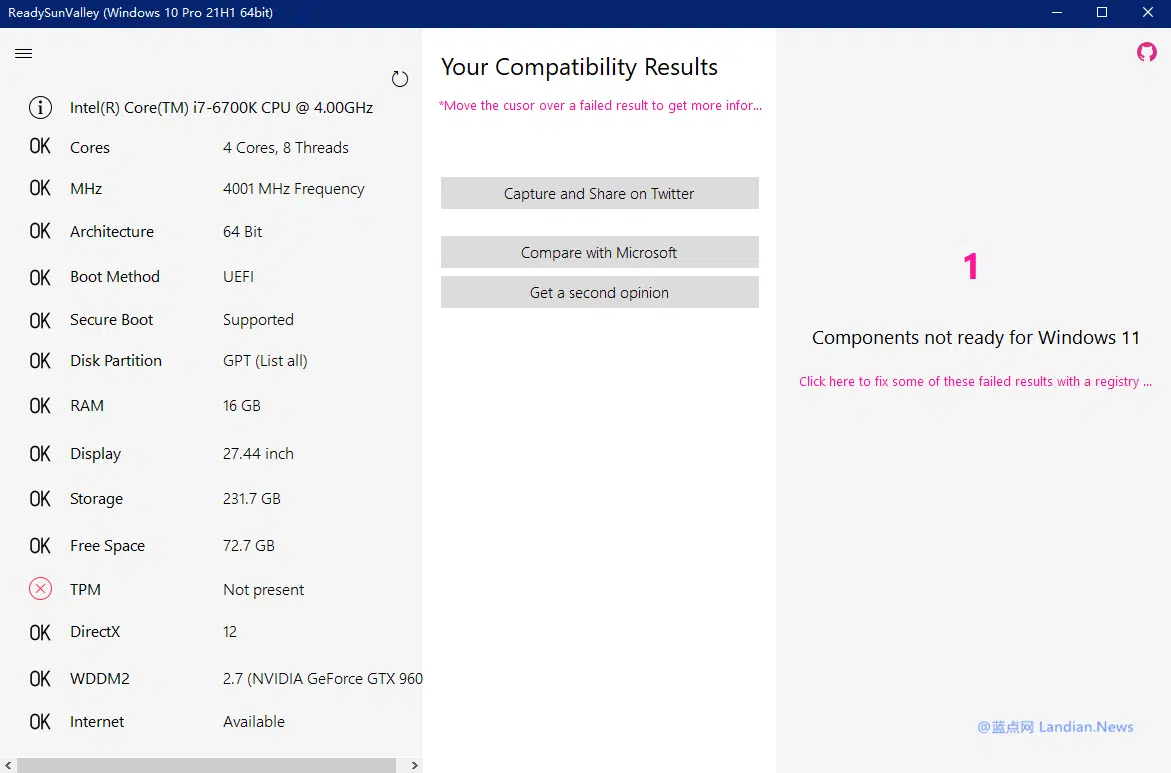 ReadySunValley (Windows 10 Pro 21H1 64bit)
Intel(R) Core(TM) i7-6700K CPU @ 4.00GHz
OK Cores 4 Cores, 8 Threads
OK MHz 4001 MHz Frequency
OK Architecture 64 Bit
OK Boot Method UEFI
OK Secure Boot Supported
OK Disk Partition GPT (List all)
OK RAM 16 GB
OK Display 27.44 inch
OK Storage 231.7 GB
OK Free Space 72.7 GB
TPM Not present
OK DirectX 12
OK WDDM2 2.7 (NVIDIA GeForce GTX 960
OK Internet Available
Your Compatibility Results
*Move the cusor over a failed result to get more infor...
Capture and Share on Twitter
Compare with Microsoft
Get a second opinion
1
Components not ready for Windows 11
Click here to fix some of these failed results with a registry ...
@蓝点网 Landian.News